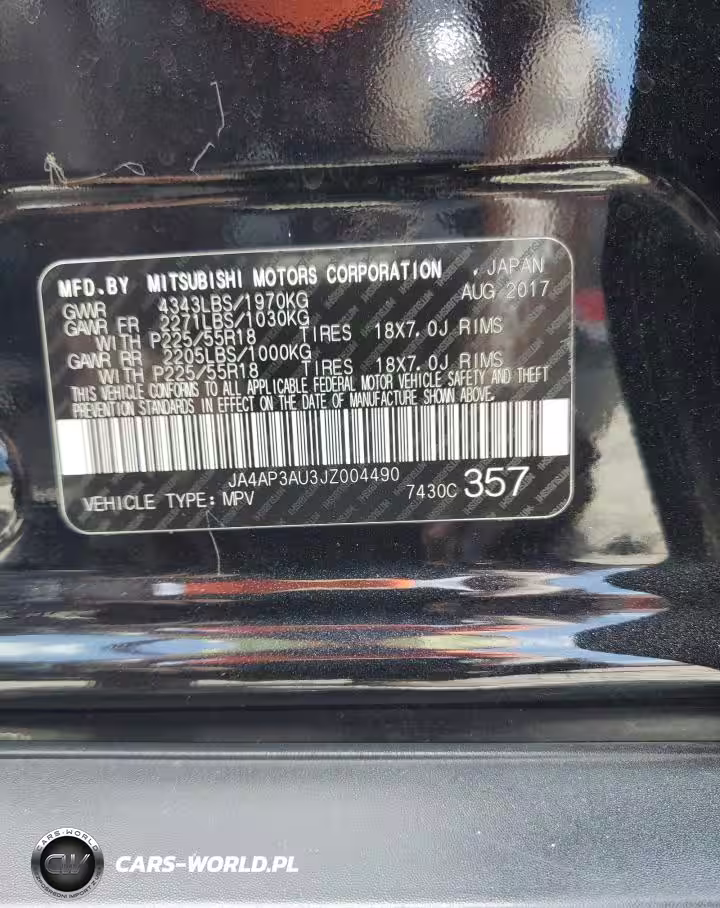 MFD.BY MITSUBISHI MOTORS CORPORATION , JAPAN
GVWR 4343LBS/1970KG AUG 2017
GAWR FR 2271LBS/1030KG
WITH P225/55R18 TIRES 18X7.0J RIMS
GAWR RR 2205LBS/1000KG
WITH P225/55R18 TIRES 18X7.0J RIMS
THIS VEHICLE CONFORMS TO ALL APPLICABLE FEDERAL MOTOR VEHICLE SAFETY AND THEFT
PREVENTION STANDARDS IN EFFECT ON THE DATE OF MANUFACTURE SHOWN ABOVE.
JA4AP3AU3JZ004490
VEHICLE TYPE: MPV 7430C 357
CARS-WORLD
CW
CARS-WORLD.PL